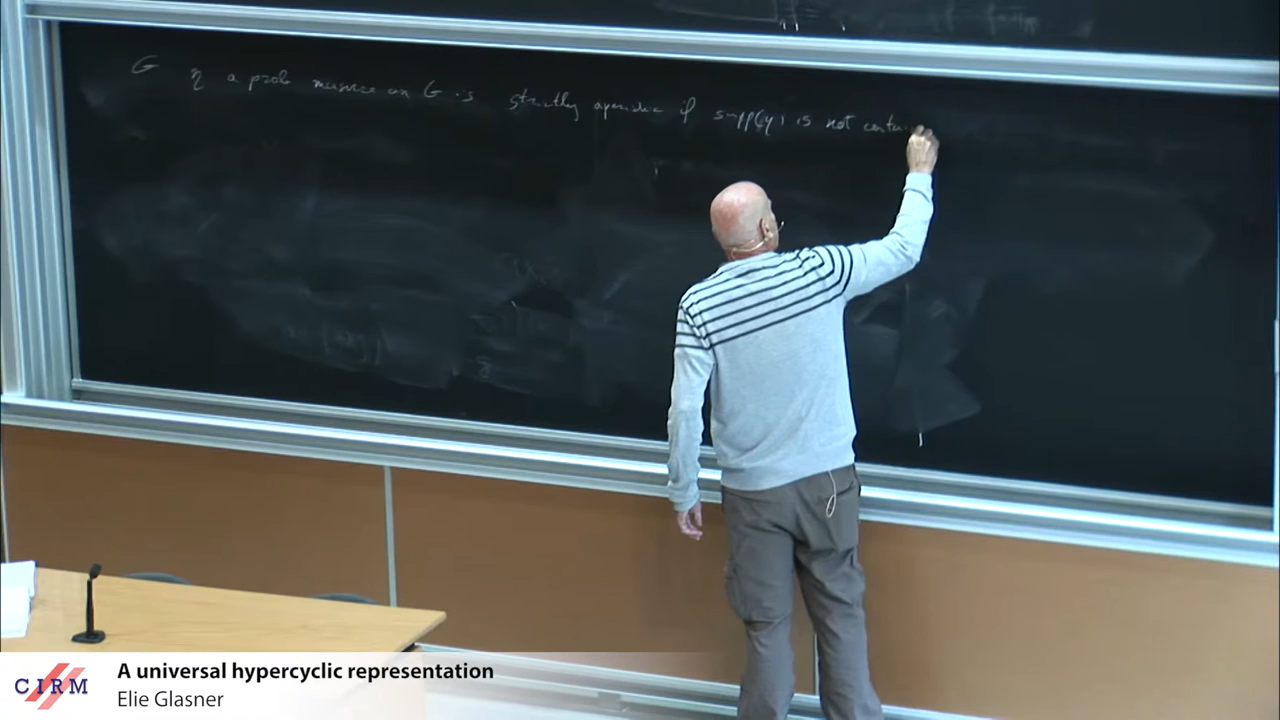 G η a prob measure on G is strictly aperiodic if supp(η) is not conta
CIRM
A universal hypercyclic representation
Elie Glasner